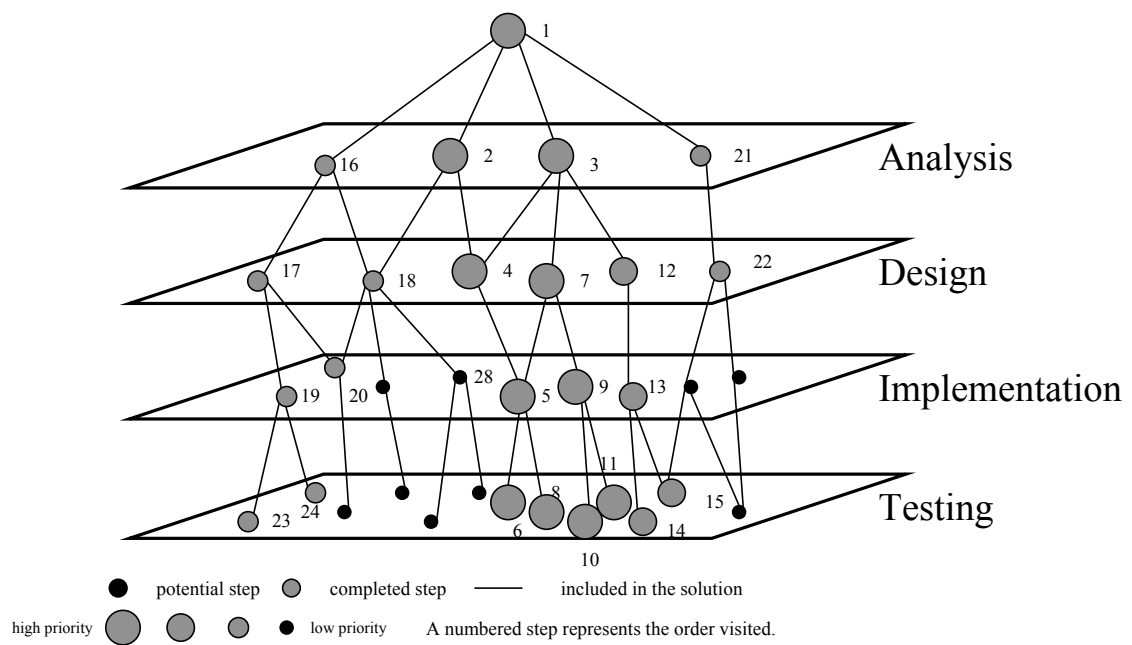 1
16
2
3
21
Analysis
17
18
4
7
12
22
Design
19
20
28
5
9
13
Implementation
23
24
6
8
10
11
14
15
Testing
potential step
completed step
included in the solution
high priority
low priority
A numbered step represents the order visited.